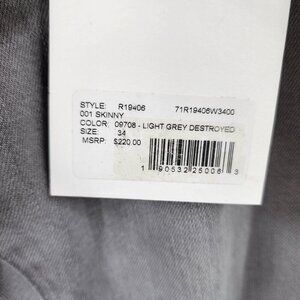 STYLE: R19406 71R19406W3400
001 SKINNY
COLOR: 09708 - LIGHT GREY DESTROYED
SIZE: 34
MSRP: $220.00
1 90532 25006 3